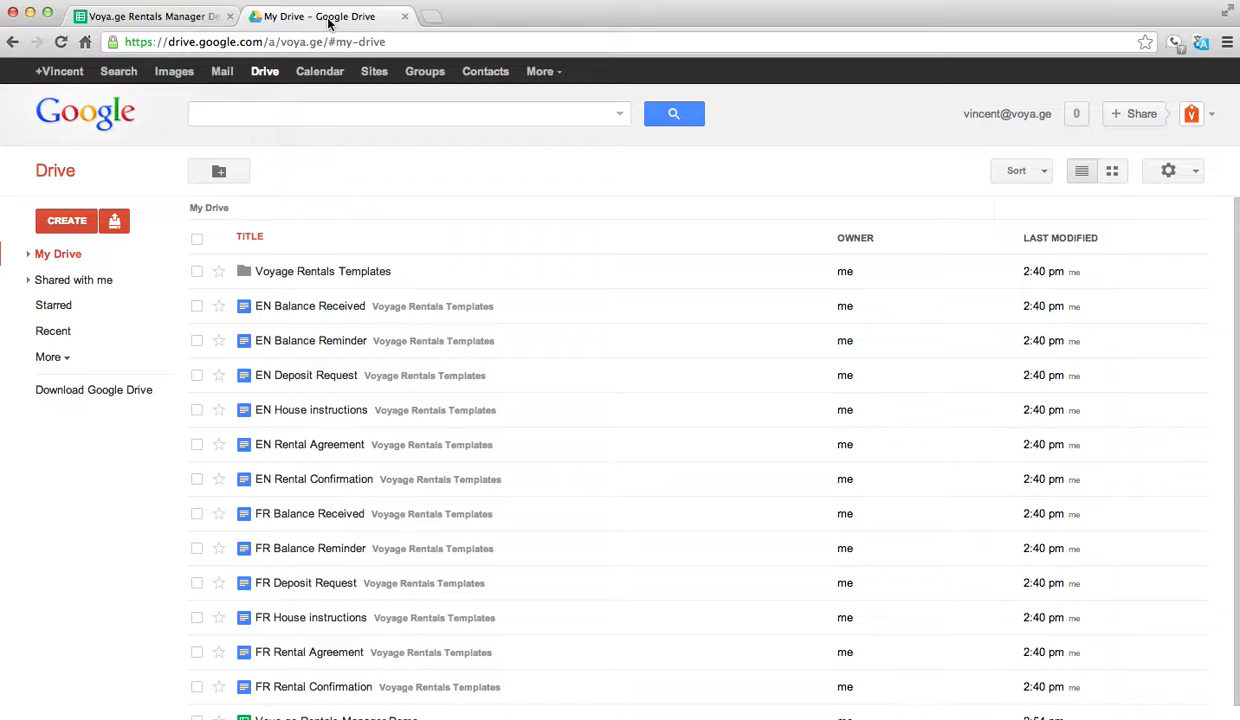 Voya.ge Rentals Manager De
My Drive – Google Drive
https://drive.google.com/a/voya.ge/#my-drive
+Vincent Search Images Mail Drive Calendar Sites Groups Contacts More
Google
vincent@voya.ge 0 + Share
Drive
Sort
CREATE
My Drive
Shared with me
Starred
Recent
More
Download Google Drive
My Drive
TITLE OWNER LAST MODIFIED
Voyage Rentals Templates me 2:40 pm me
EN Balance Received Voyage Rentals Templates me 2:40 pm me
EN Balance Reminder Voyage Rentals Templates me 2:40 pm me
EN Deposit Request Voyage Rentals Templates me 2:40 pm me
EN House instructions Voyage Rentals Templates me 2:40 pm me
EN Rental Agreement Voyage Rentals Templates me 2:40 pm me
EN Rental Confirmation Voyage Rentals Templates me 2:40 pm me
FR Balance Received Voyage Rentals Templates me 2:40 pm me
FR Balance Reminder Voyage Rentals Templates me 2:40 pm me
FR Deposit Request Voyage Rentals Templates me 2:40 pm me
FR House instructions Voyage Rentals Templates me 2:40 pm me
FR Rental Agreement Voyage Rentals Templates me 2:40 pm me
FR Rental Confirmation Voyage Rentals Templates me 2:40 pm me